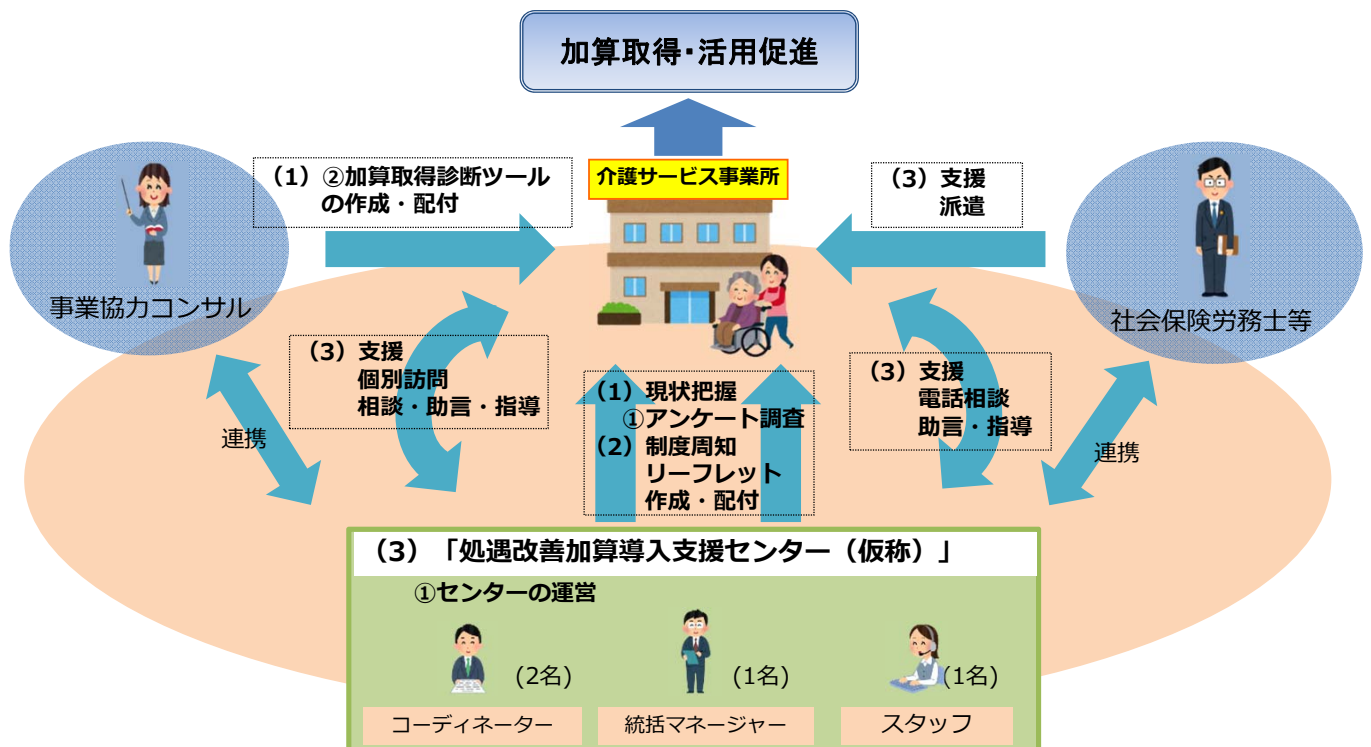 加算取得・活用促進
(1)②加算取得診断ツール
の作成・配付
介護サービス事業所
(3)支援
派遣
事業協力コンサル
社会保険労務士等
(3)支援
個別訪問
相談・助言・指導
(1)現状把握
①アンケート調査
(2)制度周知
リーフレット
作成・配付
(3)支援
電話相談
助言・指導
連携
連携
(3)「処遇改善加算導入支援センター(仮称)」
①センターの運営
(2名)
(1名)
(1名)
コーディネーター
統括マネージャー
スタッフ